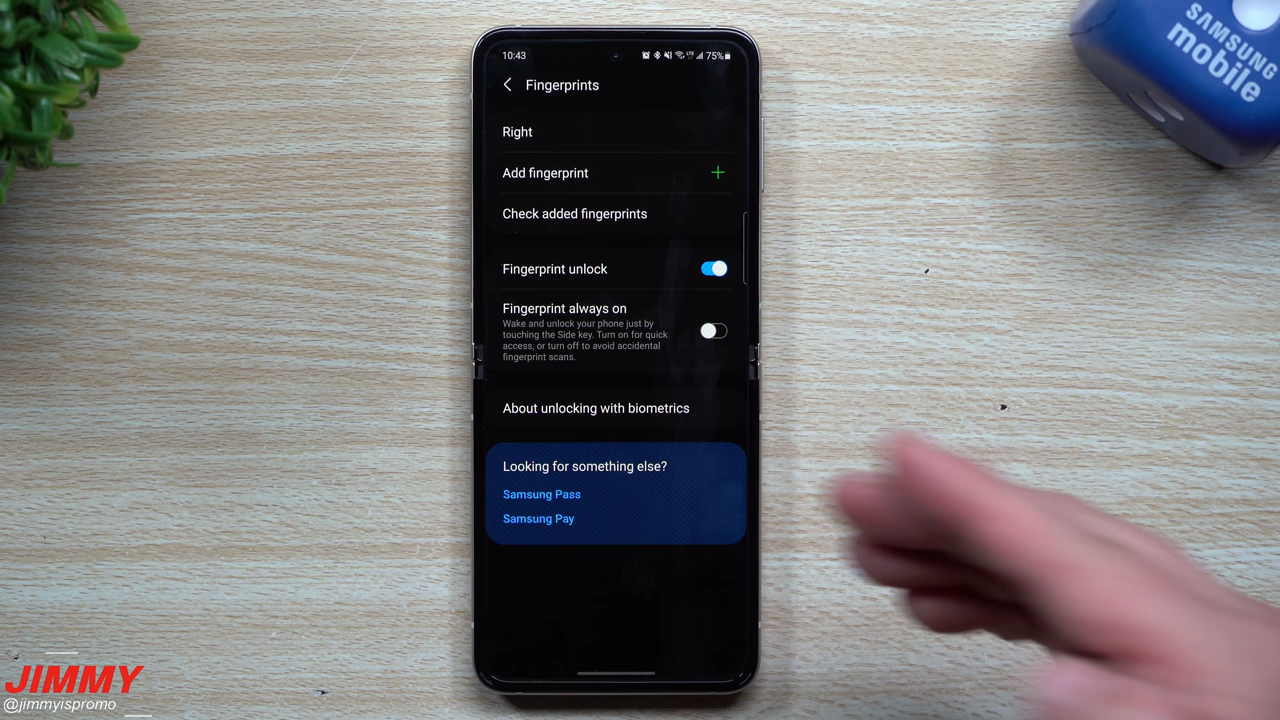 10:43
75%
Fingerprints
Right
Add fingerprint
Check added fingerprints
Fingerprint unlock
Fingerprint always on
Wake and unlock your phone just by
touching the Side key. Turn on for quick
access, or turn off to avoid accidental
fingerprint scans.
About unlocking with biometrics
Looking for something else?
Samsung Pass
Samsung Pay
SAMSUNG
mobile
JIMMY
@jimmyispromo